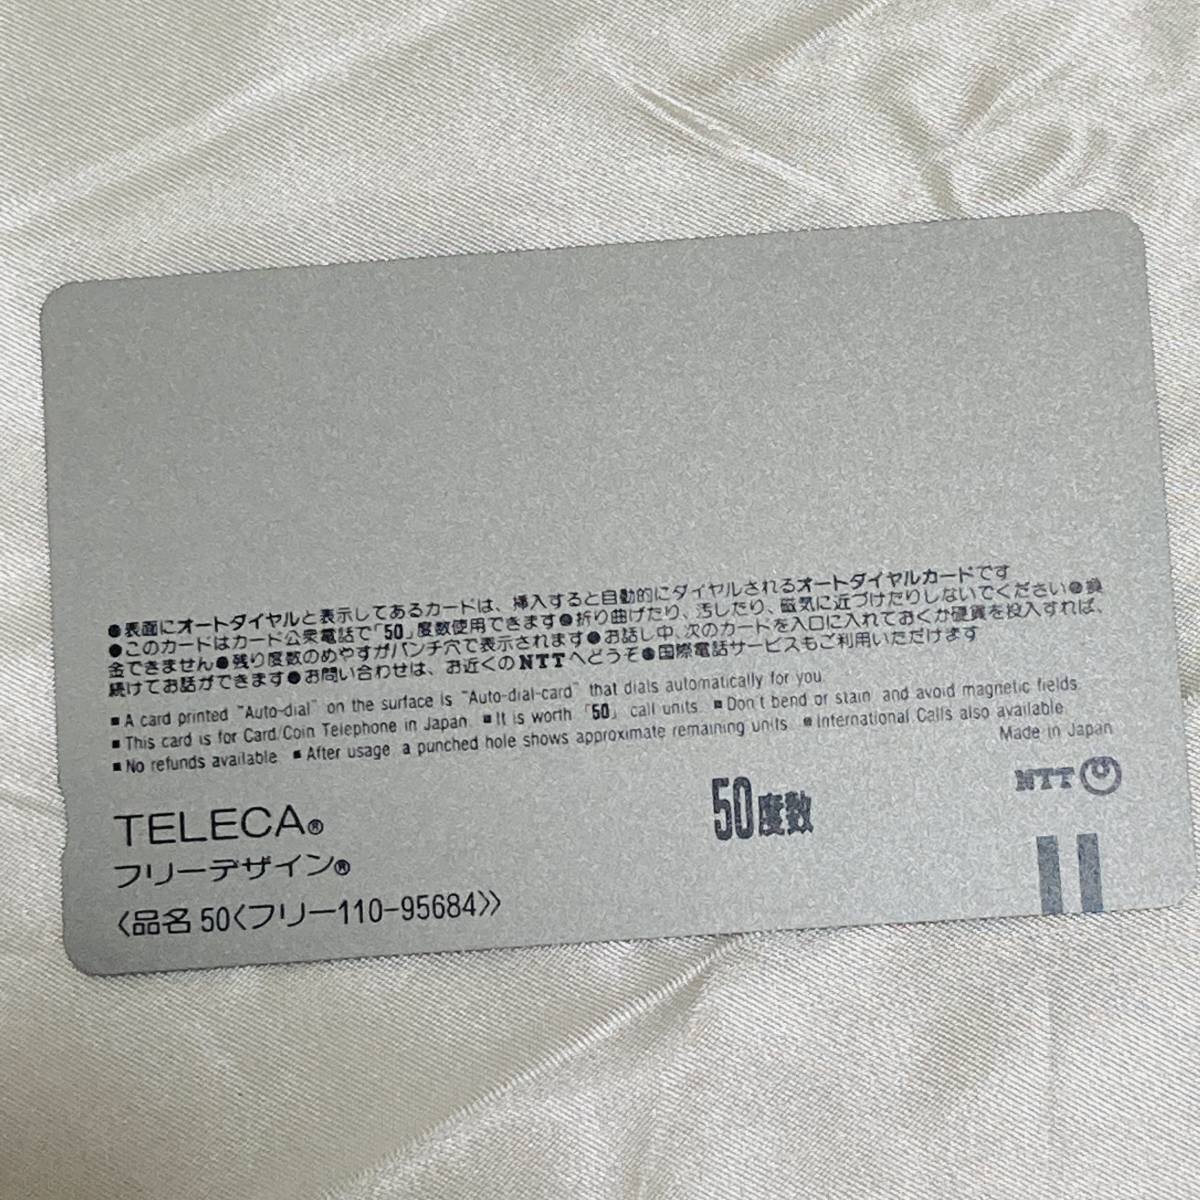 ●表面にオートダイヤルと表示してあるカードは、挿入すると自動的にダイヤルされるオートダイヤルカードです
●このカードはカード公衆電話で「50」度数使用できます●折り曲げたり、汚したり、磁気に近づけたりしないでください●換
金できません●残り度数のめやすがパンチ穴で表示されます●お話し中、次のカードを入口に入れておくか硬貨を投入すれば、
続けてお話ができます●お問い合わせは、お近くのNTTへどうぞ●国際電話サービスもご利用いただけます
■A card printed "Auto-dial" on the surface is "Auto-dial-card" that dials automatically for you.
■This card is for Card/Coin Telephone in Japan. ■It is worth「50」call units. ■Don't bend or stain and avoid magnetic fields.
■No refunds available. ■After usage a punched hole shows approximate remaining units. ■International Calls also available.
Made in Japan
TELECA®
フリーデザイン®
〈品名 50〈フリー110-95684〉〉
50度数
NTT